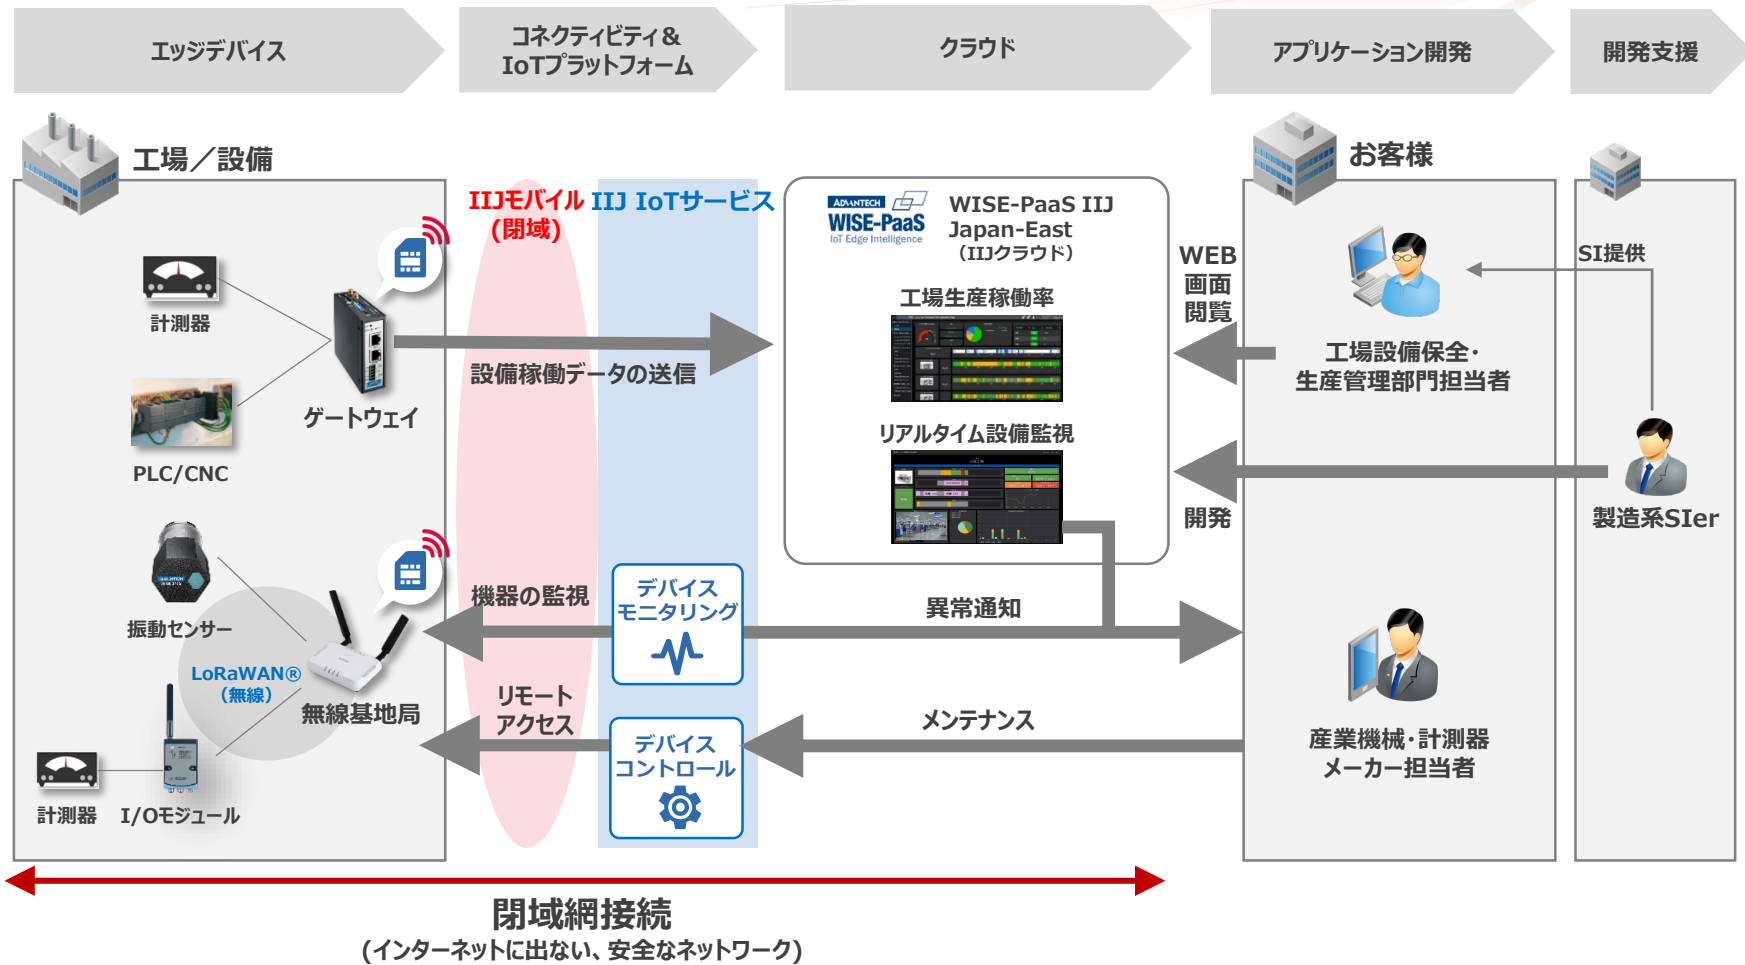 エッジデバイス
コネクティビティ&
IoTプラットフォーム
クラウド
アプリケーション開発
開発支援
工場／設備
計測器
PLC/CNC
ゲートウェイ
振動センサー
LoRaWAN®
（無線）
無線基地局
計測器
I/Oモジュール
IIJモバイル
(閉域)
IIJ IoTサービス
設備稼働データの送信
機器の監視
リモート
アクセス
デバイス
モニタリング
デバイス
コントロール
ADVANTECH
WISE-PaaS
IoT Edge Intelligence
WISE-PaaS IIJ
Japan-East
（IIJクラウド）
工場生産稼働率
リアルタイム設備監視
異常通知
メンテナンス
WEB
画面
閲覧
開発
お客様
工場設備保全・
生産管理部門担当者
産業機械・計測器
メーカー担当者
SI提供
製造系SIer
閉域網接続
(インターネットに出ない、安全なネットワーク)